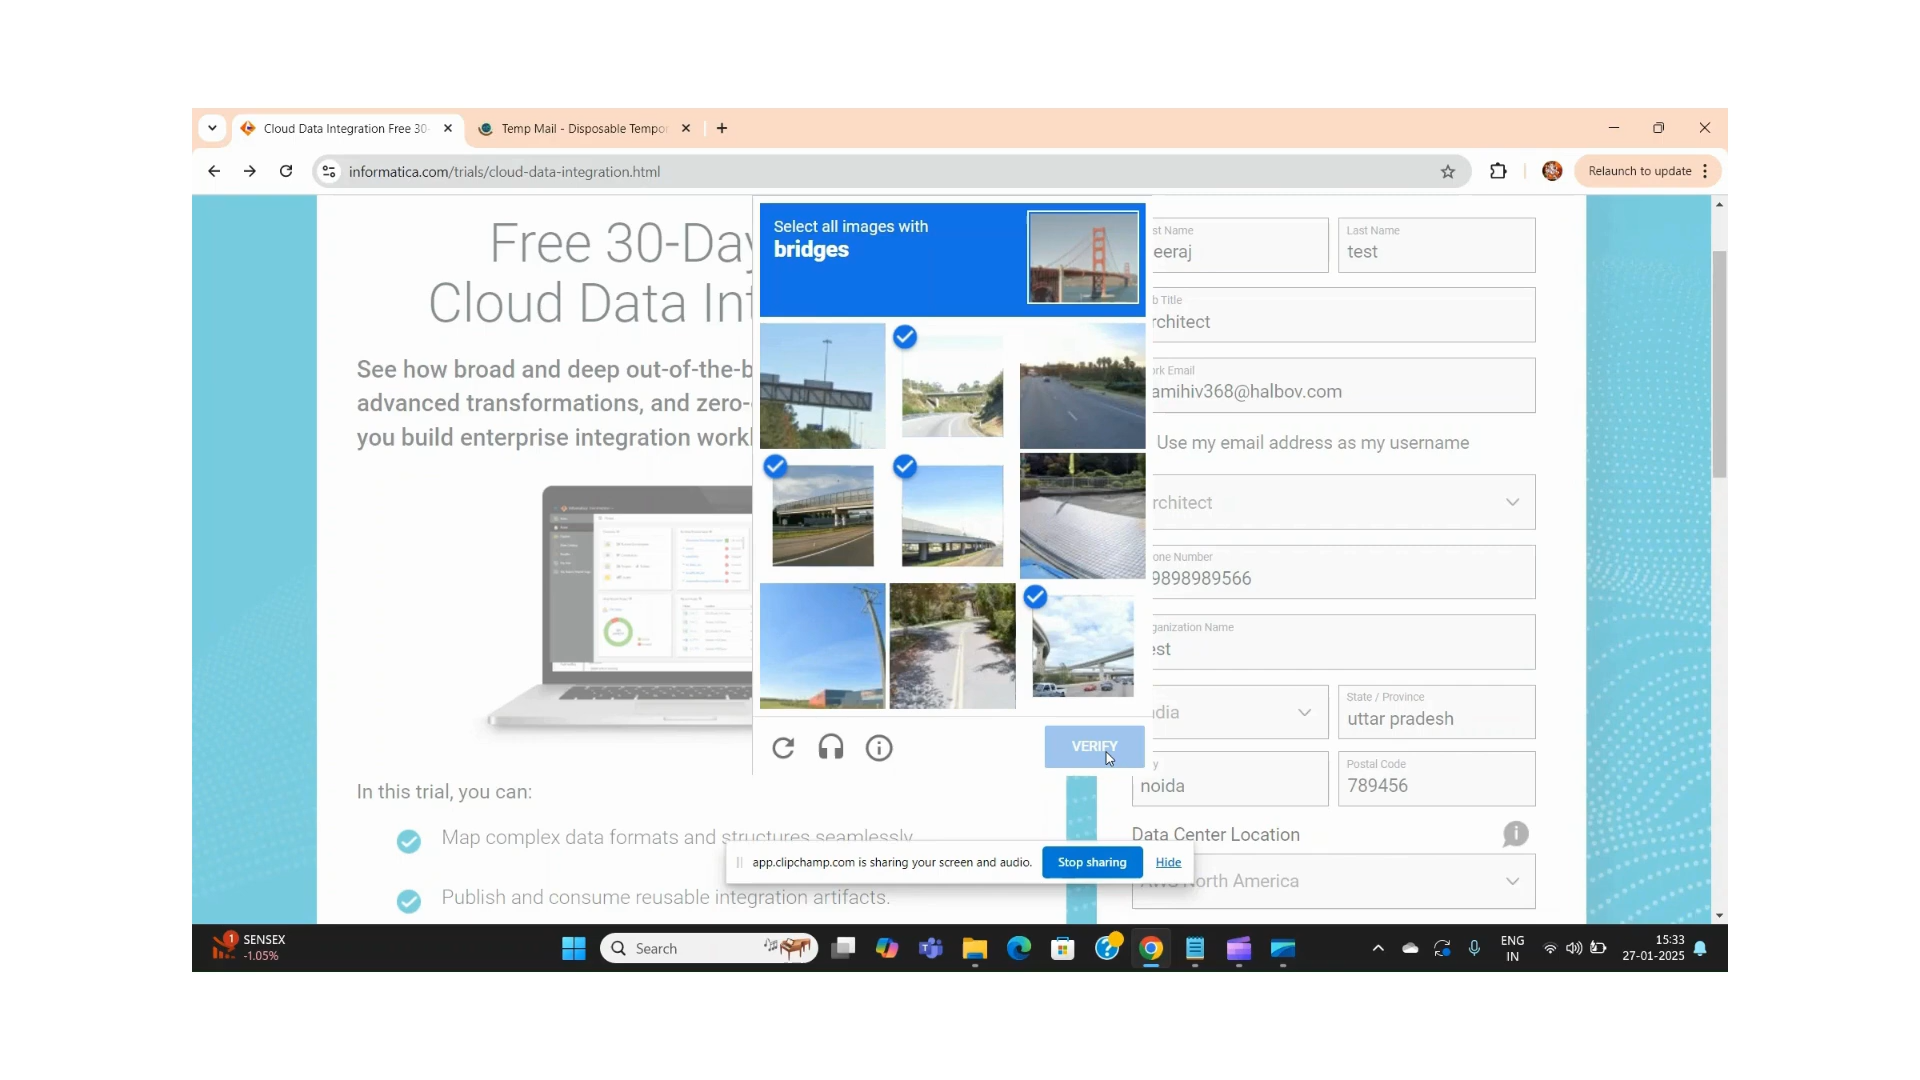 Cloud Data Integration Free 30-
Temp Mail - Disposable Tempor
informatica.com/trials/cloud-data-integration.html
Relaunch to update
Free 30-Day
Cloud Data Int
See how broad and deep out-of-the-b
advanced transformations, and zero-
you build enterprise integration work
In this trial, you can:
Map complex data formats and structures seamlessly
Publish and consume reusable integration artifacts.
Select all images with
bridges
VERIFY
st Name
eeraj
Last Name
test
b Title
rchitect
ork Email
amihiv368@halbov.com
Use my email address as my username
rchitect
one Number
9898989566
ganization Name
est
dia
State / Province
uttar pradesh
y
noida
Postal Code
789456
Data Center Location
AWS North America
app.clipchamp.com is sharing your screen and audio.
Stop sharing
Hide
1
SENSEX
-1.05%
Search
ENG
IN
15:33
27-01-2025